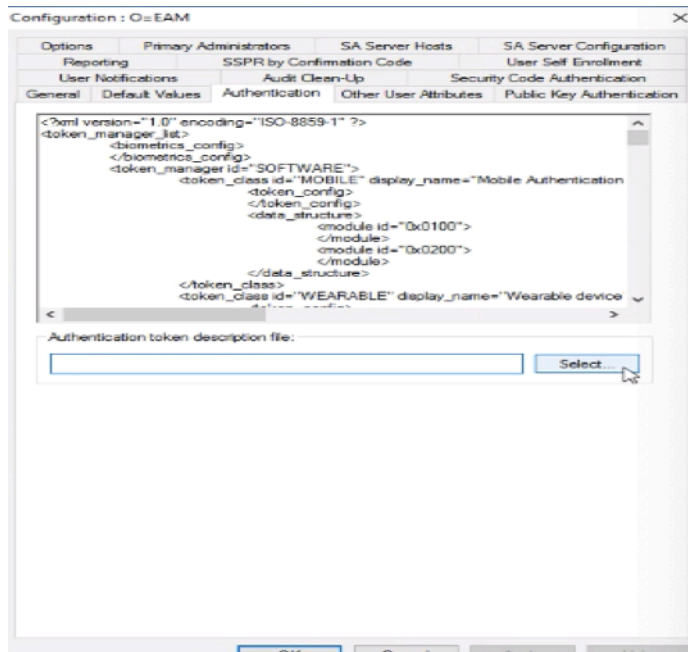 Configuration : O=EAM
Options Primary Administrators SA Server Hosts SA Server Configuration
Reporting SSPR by Confirmation Code User Self Enrollment
User Notifications Audit Clean-Up Security Code Authentication
General Default Values Authentication Other User Attributes Public Key Authentication
<?xml version="1.0" encoding="ISO-8859-1" ?>
<token_manager_list>
<biometrics_config>
</biometrics_config>
<token_manager id="SOFTWARE">
<token_class id="MOBILE" display_name="Mobile Authentication
<token_config>
</token_config>
<data_structure>
<module id="0x0100">
</module>
<module id="0x0200">
</module>
</data_structure>
</token_class>
<token_class id="WEARABLE" display_name="Wearable device
Authentication token description file:
Select...